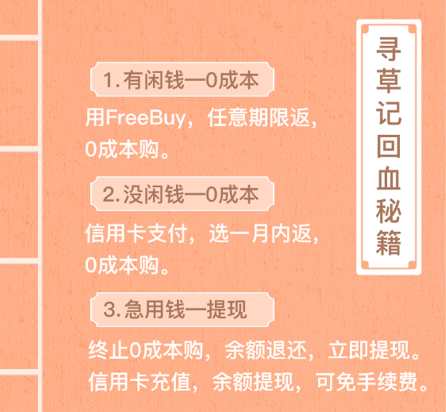 寻草记回血秘籍
1.有闲钱—0成本
用FreeBuy，任意期限返，
0成本购。
2.没闲钱—0成本
信用卡支付，选一月内返，
0成本购。
3.急用钱—提现
终止0成本购，余额退还，立即提现。
信用卡充值，余额提现，可免手续费。